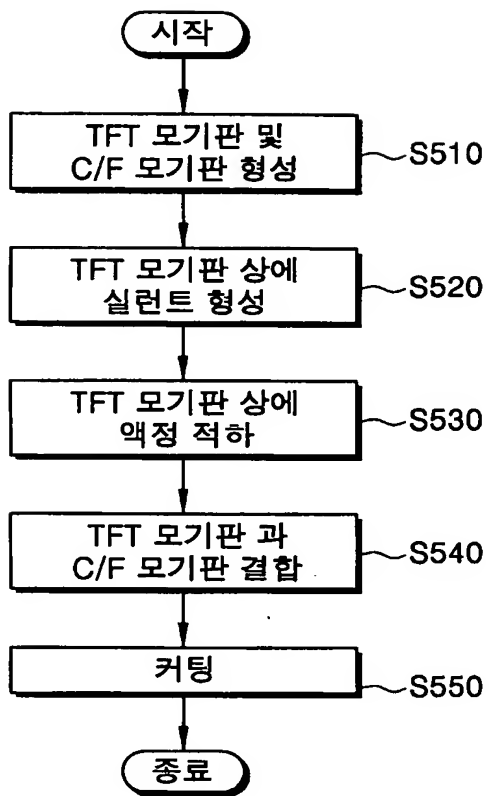 시작
TFT 모기판 및
C/F 모기판 형성
S510
TFT 모기판 상에
실런트 형성
S520
TFT 모기판 상에
액정 적하
S530
TFT 모기판 과
C/F 모기판 결합
S540
커팅
S550
종료